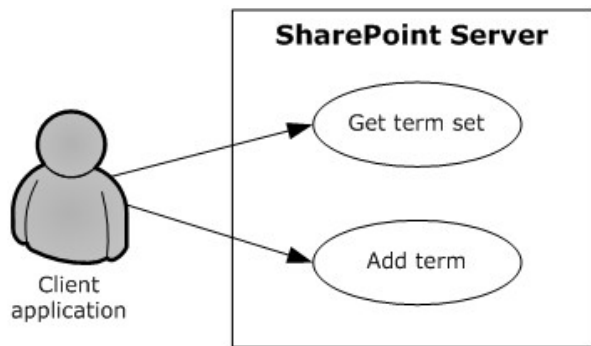 SharePoint Server
Get term set
Add term
Client
application